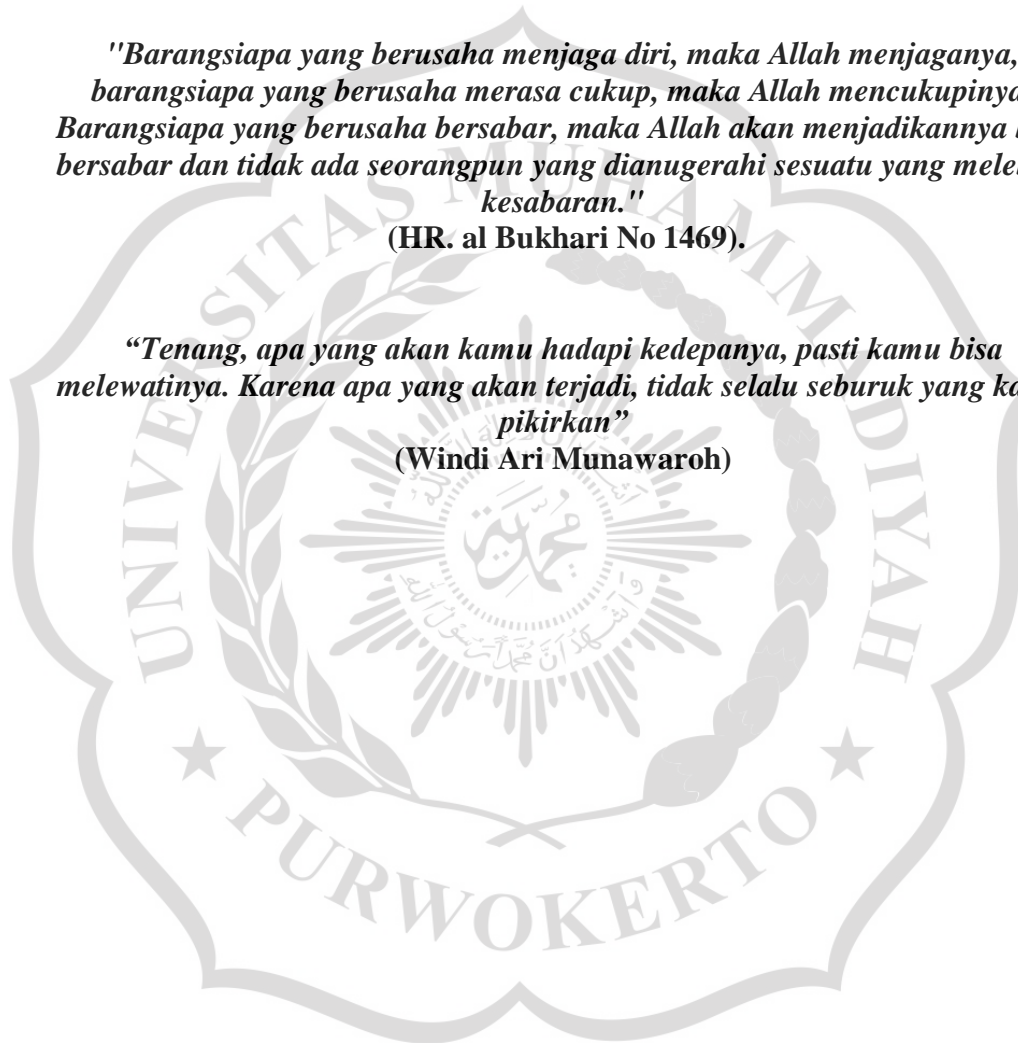 "Barangsiapa yang berusaha menjaga diri, maka Allah menjaganya,
barangsiapa yang berusaha merasa cukup, maka Allah mencukupinya
Barangsiapa yang berusaha bersabar, maka Allah akan menjadikannya
bersabar dan tidak ada seorangpun yang dianugerahi sesuatu yang
kesabaran."
(HR. al Bukhari No 1469).
“Tenang, apa yang akan kamu hadapi kedepanya, pasti kamu bisa
melewatinya. Karena apa yang akan terjadi, tidak selalu seburuk yang
pikirkan”
(Windi Ari Munawaroh)
UNIVERSITAS MUHAMMADIYAH
PURWOKERTO